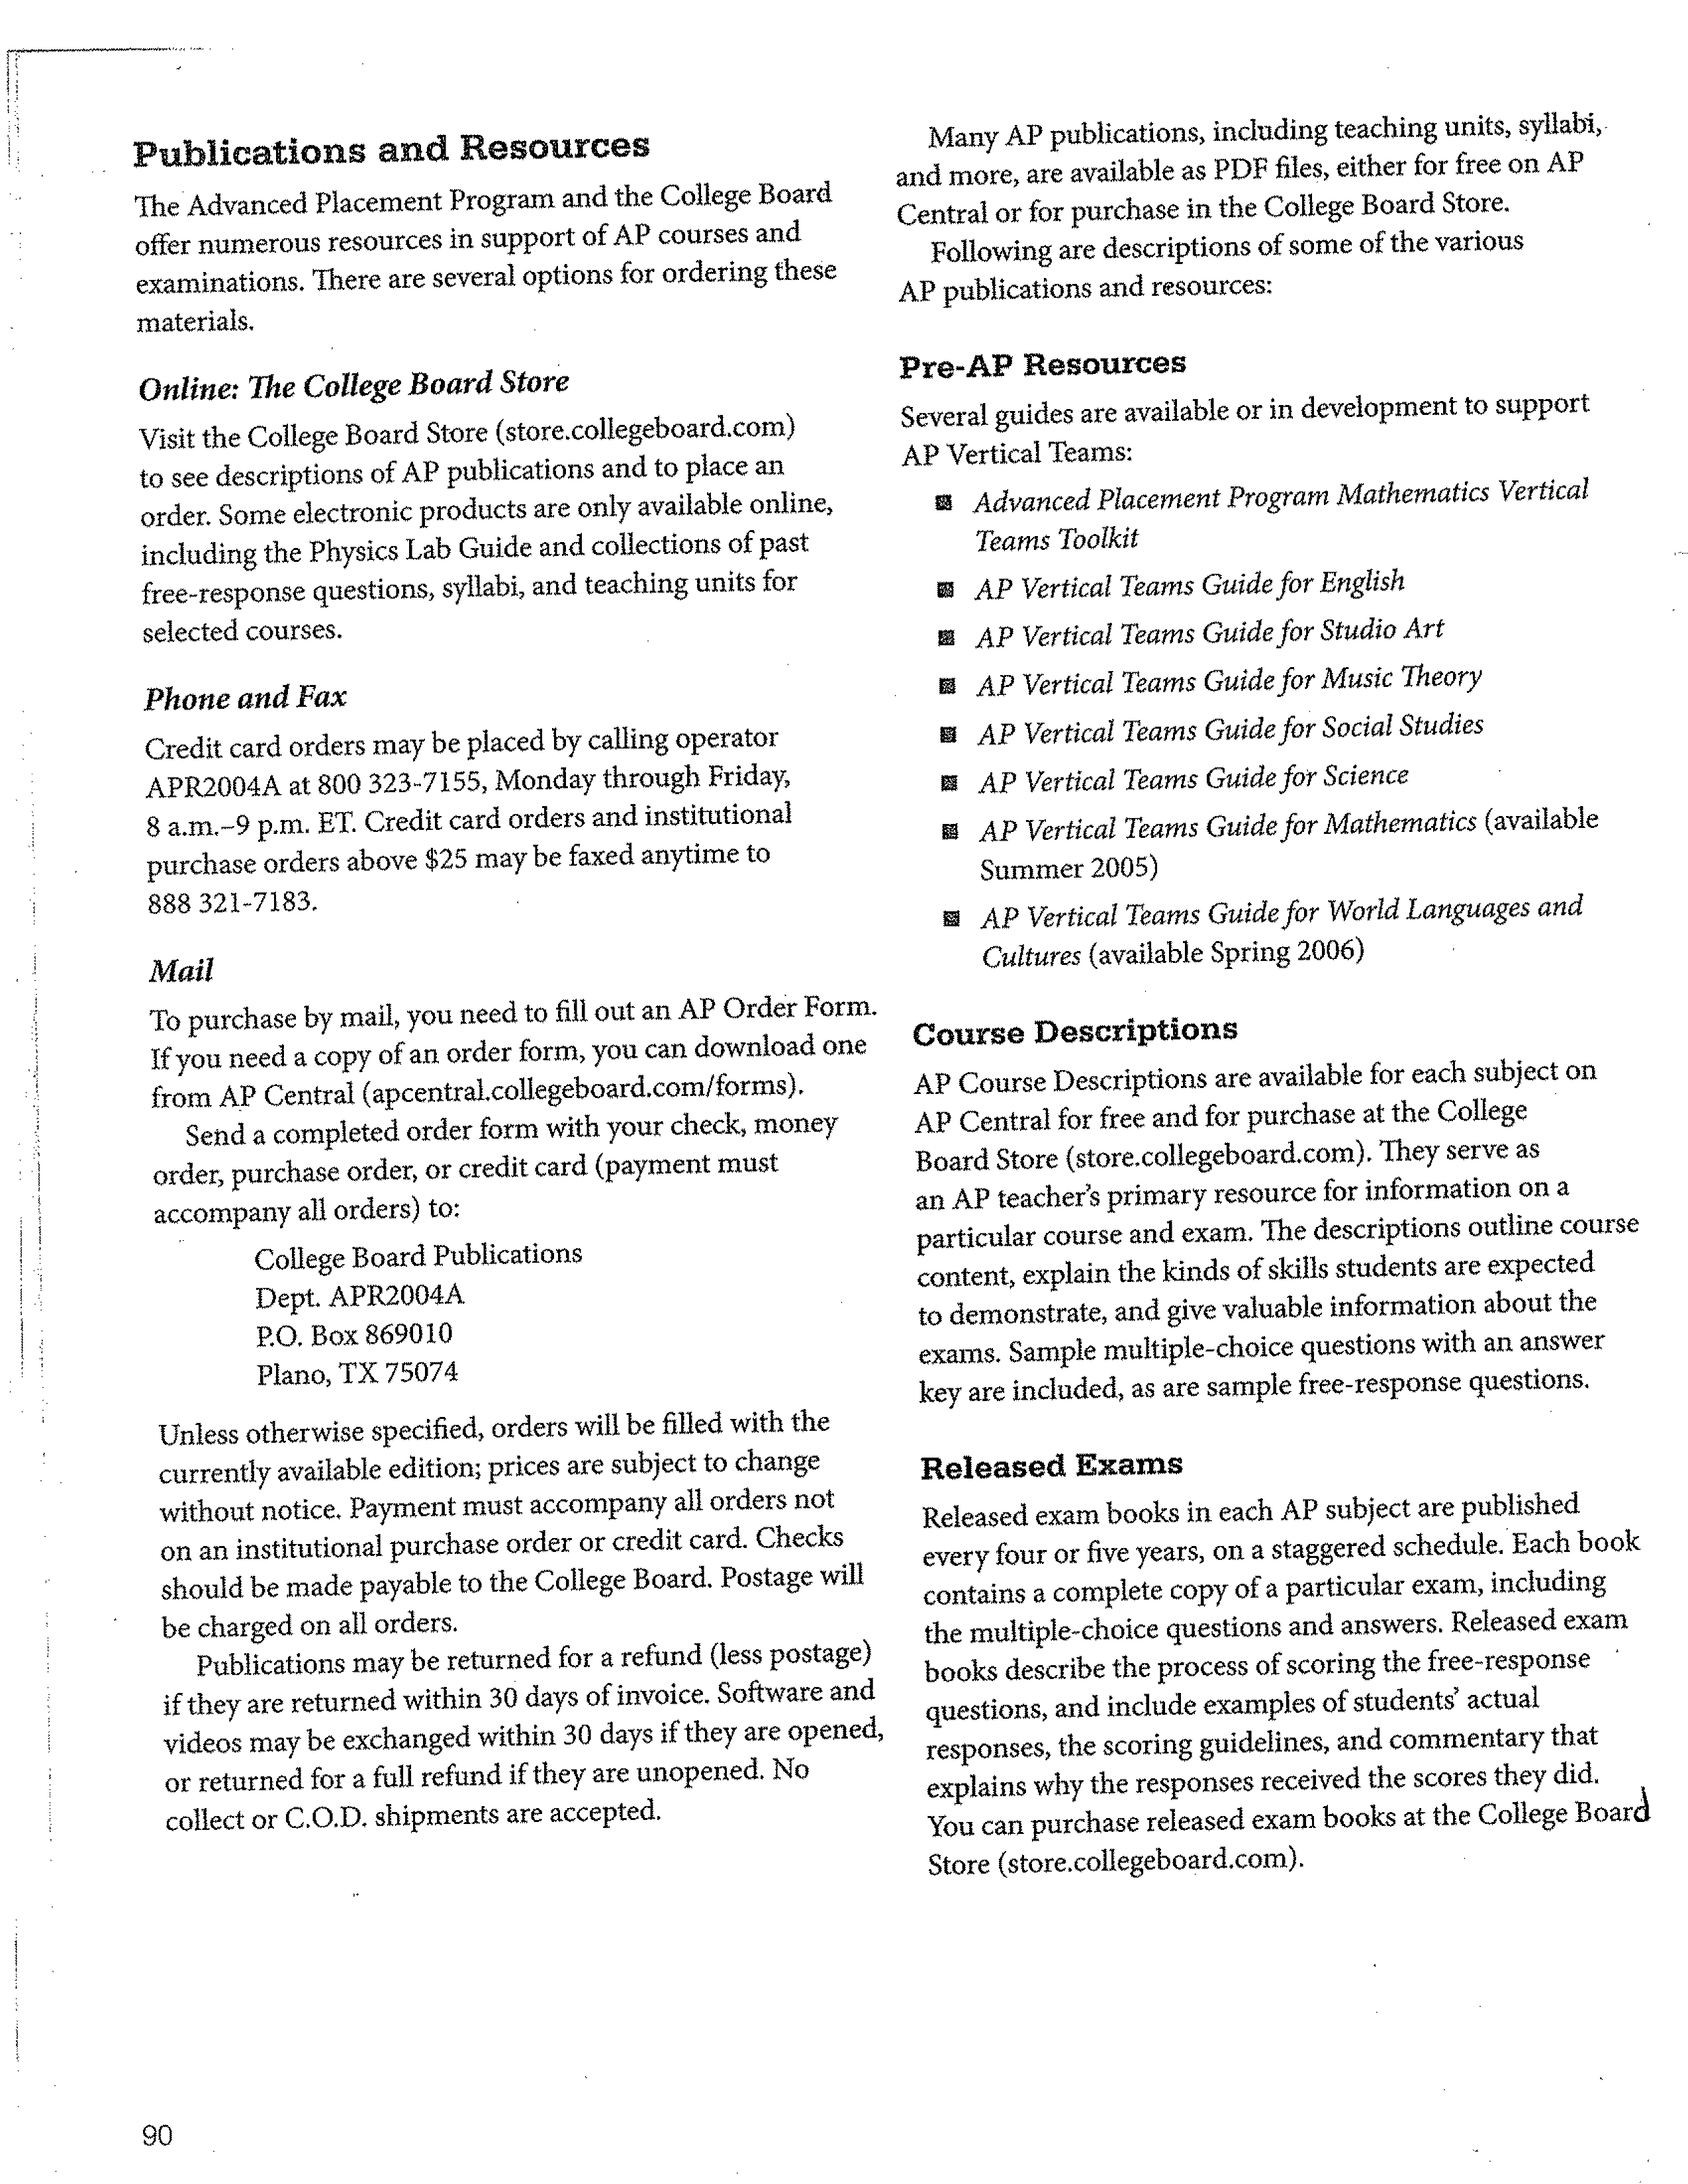 Publications and Resources
The Advanced Placement Program and the College Board
offer numerous resources in support of AP courses and
examinations. There are several options for ordering these
materials.
Online: The College Board Store
Visit the College Board Store (store.collegeboard.com)
to see descriptions of AP publications and to place an
order. Some electronic products are only available online,
including the Physics Lab Guide and collections of past
free-response questions, syllabi, and teaching units for
selected courses.
Phone and Fax
Credit card orders may be placed by calling operator
APR2004A at 800 323-7155, Monday through Friday,
8 a.m.–9 p.m. ET. Credit card orders and institutional
purchase orders above $25 may be faxed anytime to
888 321-7183.
Mail
To purchase by mail, you need to fill out an AP Order Form.
If you need a copy of an order form, you can download one
from AP Central (apcentral.collegeboard.com/forms).
Send a completed order form with your check, money
order, purchase order, or credit card (payment must
accompany all orders) to:
College Board Publications
Dept. APR2004A
P.O. Box 869010
Plano, TX 75074
Unless otherwise specified, orders will be filled with the
currently available edition; prices are subject to change
without notice. Payment must accompany all orders not
on an institutional purchase order or credit card. Checks
should be made payable to the College Board. Postage will
be charged on all orders.
Publications may be returned for a refund (less postage)
if they are returned within 30 days of invoice. Software and
videos may be exchanged within 30 days if they are opened,
or returned for a full refund if they are unopened. No
collect or C.O.D. shipments are accepted.
Many AP publications, including teaching units, syllabi,
and more, are available as PDF files, either for free on AP
Central or for purchase in the College Board Store.
Following are descriptions of some of the various
AP publications and resources:
Pre-AP Resources
Several guides are available or in development to support
AP Vertical Teams:
■ Advanced Placement Program Mathematics Vertical
Teams Toolkit
■ AP Vertical Teams Guide for English
■ AP Vertical Teams Guide for Studio Art
■ AP Vertical Teams Guide for Music Theory
■ AP Vertical Teams Guide for Social Studies
■ AP Vertical Teams Guide for Science
■ AP Vertical Teams Guide for Mathematics (available
Summer 2005)
■ AP Vertical Teams Guide for World Languages and
Cultures (available Spring 2006)
Course Descriptions
AP Course Descriptions are available for each subject on
AP Central for free and for purchase at the College
Board Store (store.collegeboard.com). They serve as
an AP teacher's primary resource for information on a
particular course and exam. The descriptions outline course
content, explain the kinds of skills students are expected
to demonstrate, and give valuable information about the
exams. Sample multiple-choice questions with an answer
key are included, as are sample free-response questions.
Released Exams
Released exam books in each AP subject are published
every four or five years, on a staggered schedule. Each book
contains a complete copy of a particular exam, including
the multiple-choice questions and answers. Released exam
books describe the process of scoring the free-response
questions, and include examples of students' actual
responses, the scoring guidelines, and commentary that
explains why the responses received the scores they did.
You can purchase released exam books at the College Board
Store (store.collegeboard.com).
90